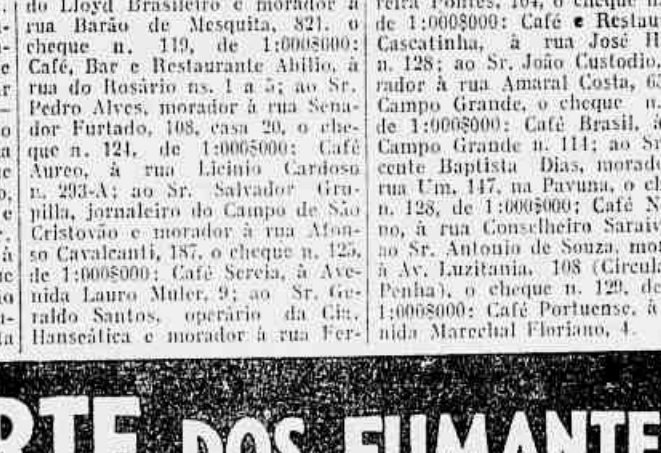 do Lloyd Brasileiro e morador à
rua Barão de Mesquita, 821, o
cheque n. 119, de 1:000$000:
Café, Bar e Restaurante Abilio, à
rua do Rosário ns. 1 a 5; ao Sr.
Pedro Alves, morador à rua Sena-
dor Furtado, 108, casa 20, o che-
que n. 124, de 1:000$000: Café
Aureo, à rua Licinio Cardoso
n. 293-A; ao Sr. Salvador Gru-
pilla, jornaleiro do Campo de São
Cristovão e morador à rua Afon-
so Cavalcanti, 187, o cheque n. 125,
de 1:000$000: Café Sereia, à Ave-
nida Lauro Muler, 9; ao Sr. Ge-
raldo Santos, operário da Cia.
Hanseática e morador à rua Fer-
reira Pontes, 104, o cheque n.
de 1:000$000: Café e Restau
Cascatinha, à rua José H
n. 128; ao Sr. João Custodio,
rador à rua Amaral Costa, 6
Campo Grande, o cheque n.
de 1:000$000: Café Brasil, à
Campo Grande n. 114; ao Sr
cente Baptista Dias, morad
rua Um, 147, na Pavuna, o c
n. 128, de 1:000$000; Café N
no, à rua Conselheiro Saraiv
ao Sr. Antonio de Souza, mo
à Av. Luzitania, 108 (Circula
Penha), o cheque n. 129, de
1:000$000: Café Portuense, à
nida Marechal Floriano, 4.
RTE DOS FUMANTE